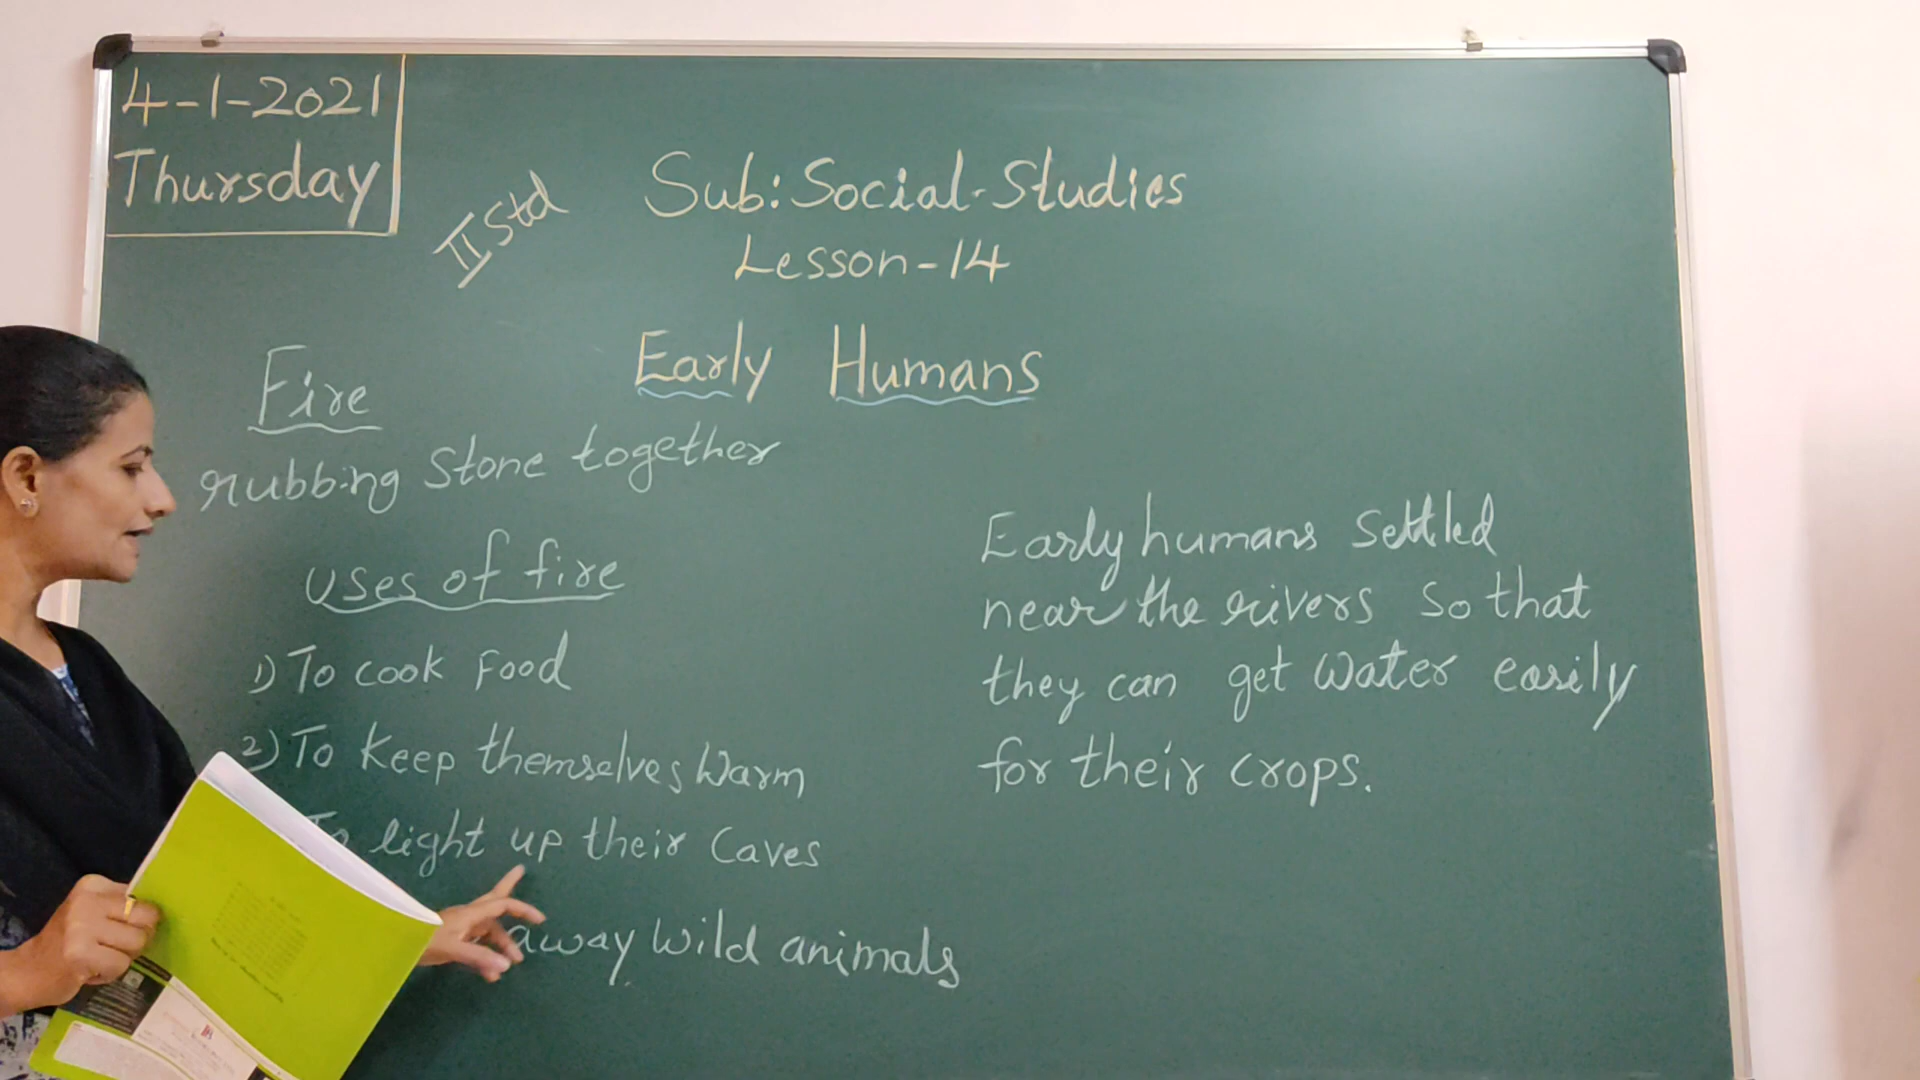 4-1-2021
Thursday
II Std
Sub: Social-Studies
Lesson-14
Early Humans
Fire
rubbing Stone together
Uses of fire
1) To cook Food
2) To Keep themselves Warm
To light up their Caves
away Wild animals
Early humans Settled
near the rivers So that
they can get Water easily
for their crops.